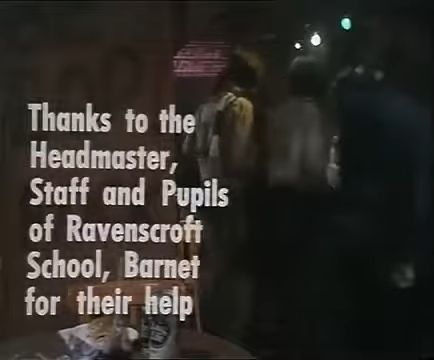 Thanks to the
Headmaster,
Staff and Pupils
of Ravenscroft
School, Barnet
for their help